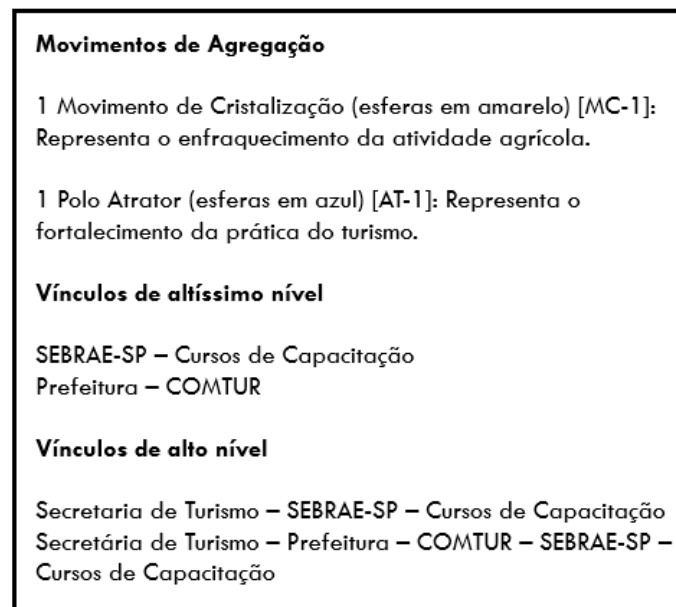 Movimentos de Agregação
1 Movimento de Cristalização (esferas em amarelo) [MC-1]:
Representa o enfraquecimento da atividade agrícola.
1 Polo Atrator (esferas em azul) [AT-1]: Representa o
fortalecimento da prática do turismo.
Vínculos de altíssimo nível
SEBRAE-SP – Cursos de Capacitação
Prefeitura – COMTUR
Vínculos de alto nível
Secretaria de Turismo – SEBRAE-SP – Cursos de Capacitação
Secretária de Turismo – Prefeitura – COMTUR – SEBRAE-SP –
Cursos de Capacitação